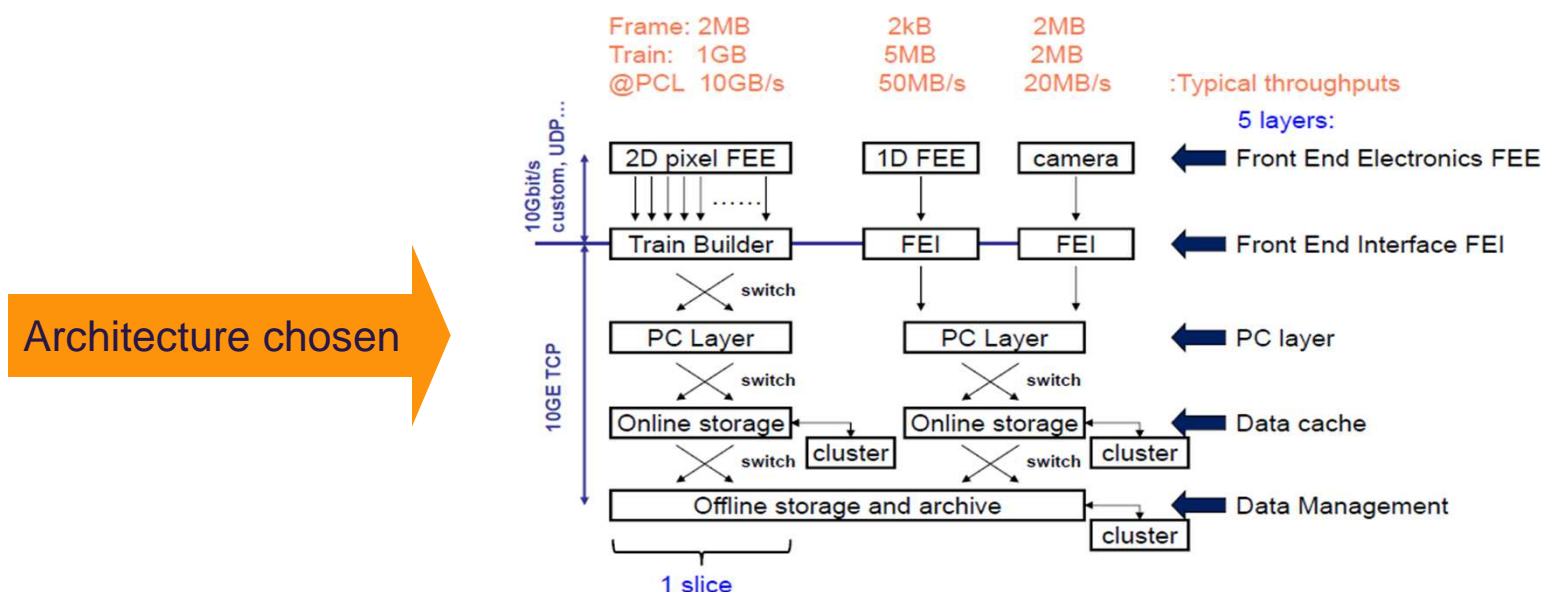 Frame: 2MB 2kB 2MB
Train: 1GB 5MB 2MB
@PCL 10GB/s 50MB/s 20MB/s :Typical throughputs
5 layers:
10Gbit/s
custom, UDP...
2D pixel FEE 1D FEE camera Front End Electronics FEE
......
Train Builder FEI FEI Front End Interface FEI
switch
Architecture chosen
10GE TCP
PC Layer PC Layer PC layer
switch switch
Online storage Online storage Data cache
cluster cluster
switch switch
Offline storage and archive Data Management
cluster
1 slice